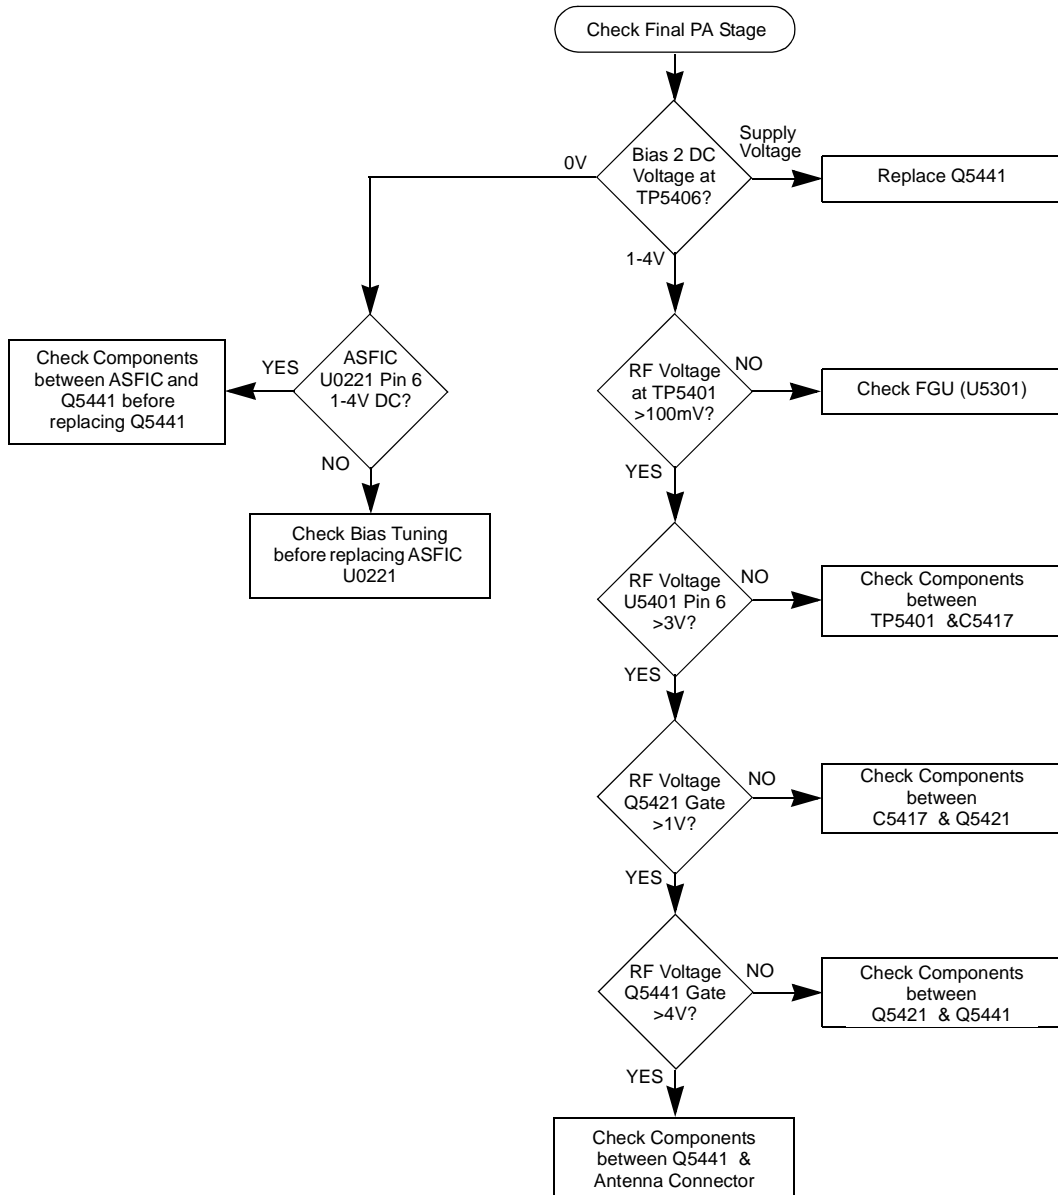 Check Final PA Stage
Supply
Voltage
0V
Bias 2 DC
Voltage at
TP5406?
Replace Q5441
1-4V
Check Components
between ASFIC and
Q5441 before
replacing Q5441
YES
ASFIC
U0221 Pin 6
1-4V DC?
NO
Check Bias Tuning
before replacing ASFIC
U0221
RF Voltage
at TP5401
>100mV?
NO
Check FGU (U5301)
YES
RF Voltage
U5401 Pin 6
>3V?
NO
Check Components
between
TP5401 &C5417
YES
RF Voltage
Q5421 Gate
>1V?
NO
Check Components
between
C5417 & Q5421
YES
RF Voltage
Q5441 Gate
>4V?
NO
Check Components
between
Q5421 & Q5441
YES
Check Components
between Q5441 &
Antenna Connector